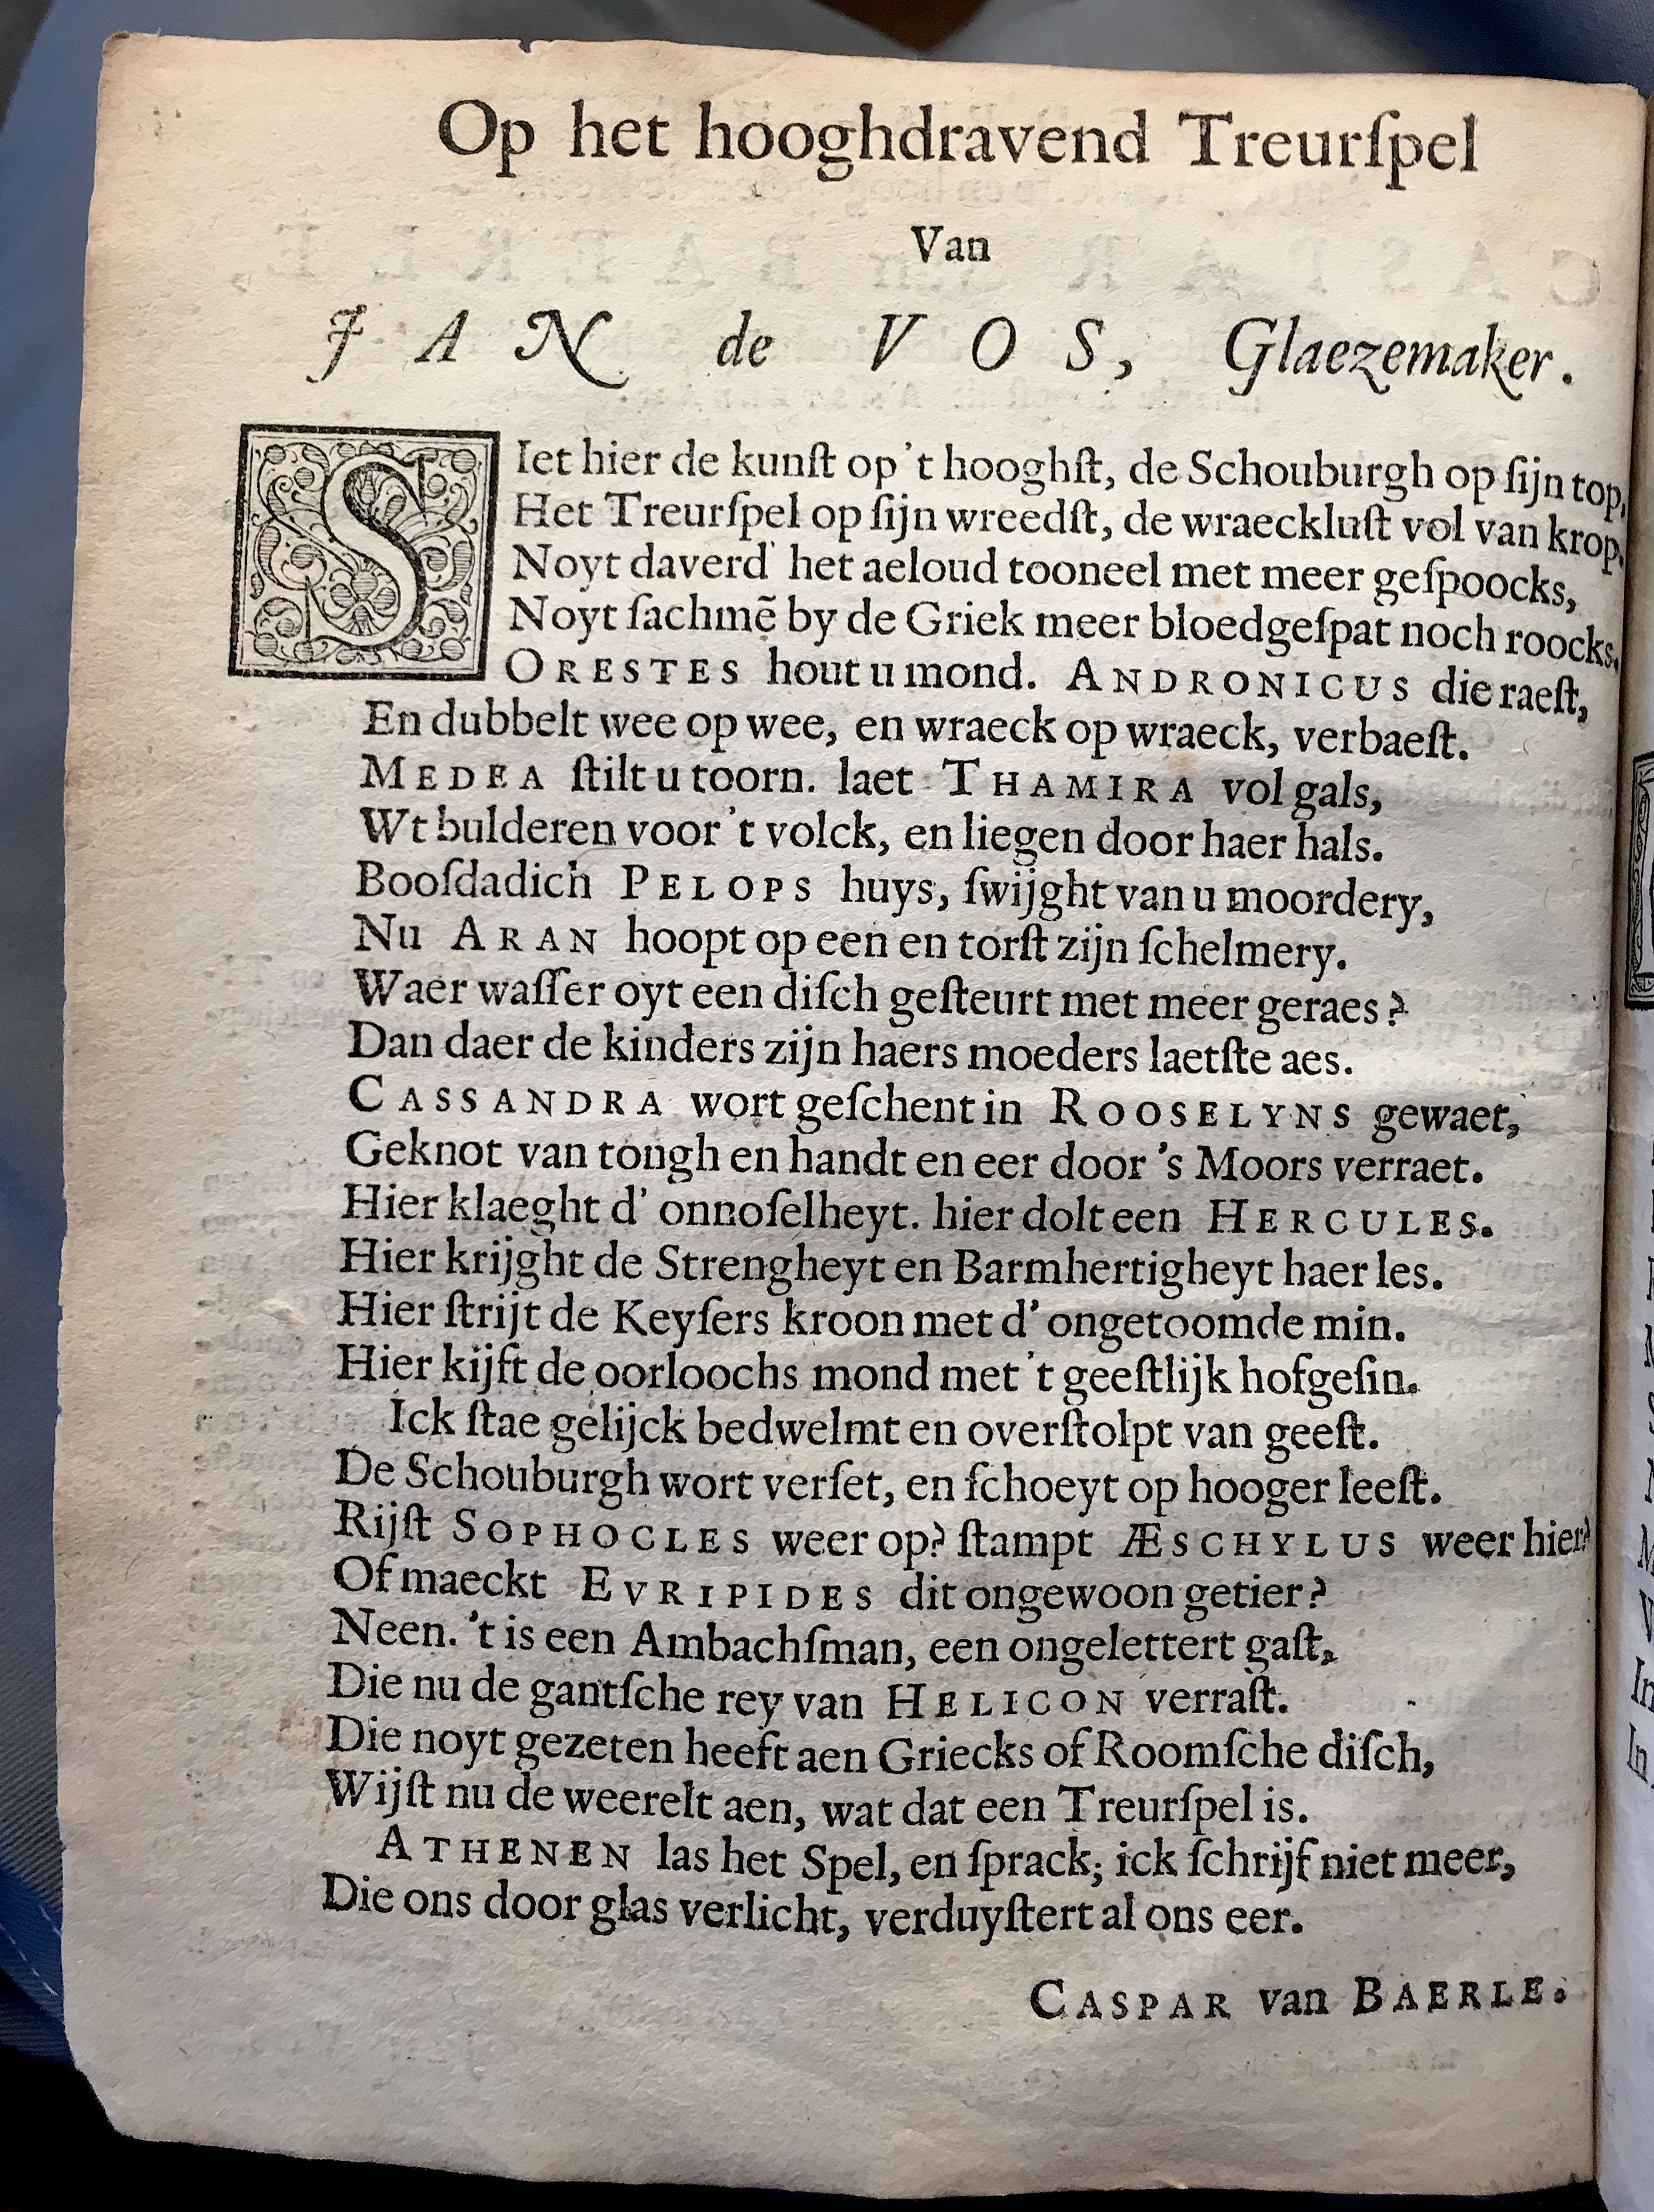 Op het hooghdravend Treurſpel
Van
JAN de VOS, Glaezemaker.
SIet hier de kunſt op 't hooghſt, de Schouburgh op ſijn top,
Het Treurſpel op ſijn wreedſt, de wraeckluſt vol van krop.
Noyt daverd' het aeloud tooneel met meer geſpoocks,
Noyt ſachmẽ by de Griek meer bloedgeſpat noch roocks.
ORESTES hout u mond. ANDRONICUS die raeſt,
En dubbelt wee op wee, en wraeck op wraeck, verbaeſt.
MEDEA ſtilt u toorn. laet THAMIRA vol gals,
Wt bulderen voor 't volck, en liegen door haer hals.
Booſdadich PELOPS huys, ſwijght van u moordery,
Nu ARAN hoopt op een en torſt zijn ſchelmery.
Waer waſſer oyt een diſch geſteurt met meer geraes?
Dan daer de kinders zijn haers moeders laetſte aes.
CASSANDRA wort geſchent in ROOSELYNS gewaet,
Geknot van tongh en handt en eer door 's Moors verraet.
Hier klaeght d' onnoſelheyt. hier dolt een HERCULES.
Hier krijght de Strengheyt en Barmhertigheyt haer les.
Hier ſtrijt de Keyſers kroon met d' ongetoomde min.
Hier kijft de oorloochs mond met 't geeſtlijk hofgeſin.
Ick ſtae gelijck bedwelmt en overſtolpt van geeſt.
De Schouburgh wort verſet, en ſchoeyt op hooger leeſt.
Rijſt SOPHOCLES weer op? ſtampt ÆSCHYLUS weer hier?
Of maeckt EVRIPIDES dit ongewoon getier?
Neen. 't is een Ambachſman, een ongelettert gaſt,
Die nu de gantſche rey van HELICON verraſt.
Die noyt gezeten heeft aen Griecks of Roomſche diſch,
Wijſt nu de weerelt aen, wat dat een Treurſpel is.
ATHENEN las het Spel, en ſprack; ick ſchrijf niet meer,
Die ons door glas verlicht, verduyſtert al ons eer.
CASPAR van BAERLE.